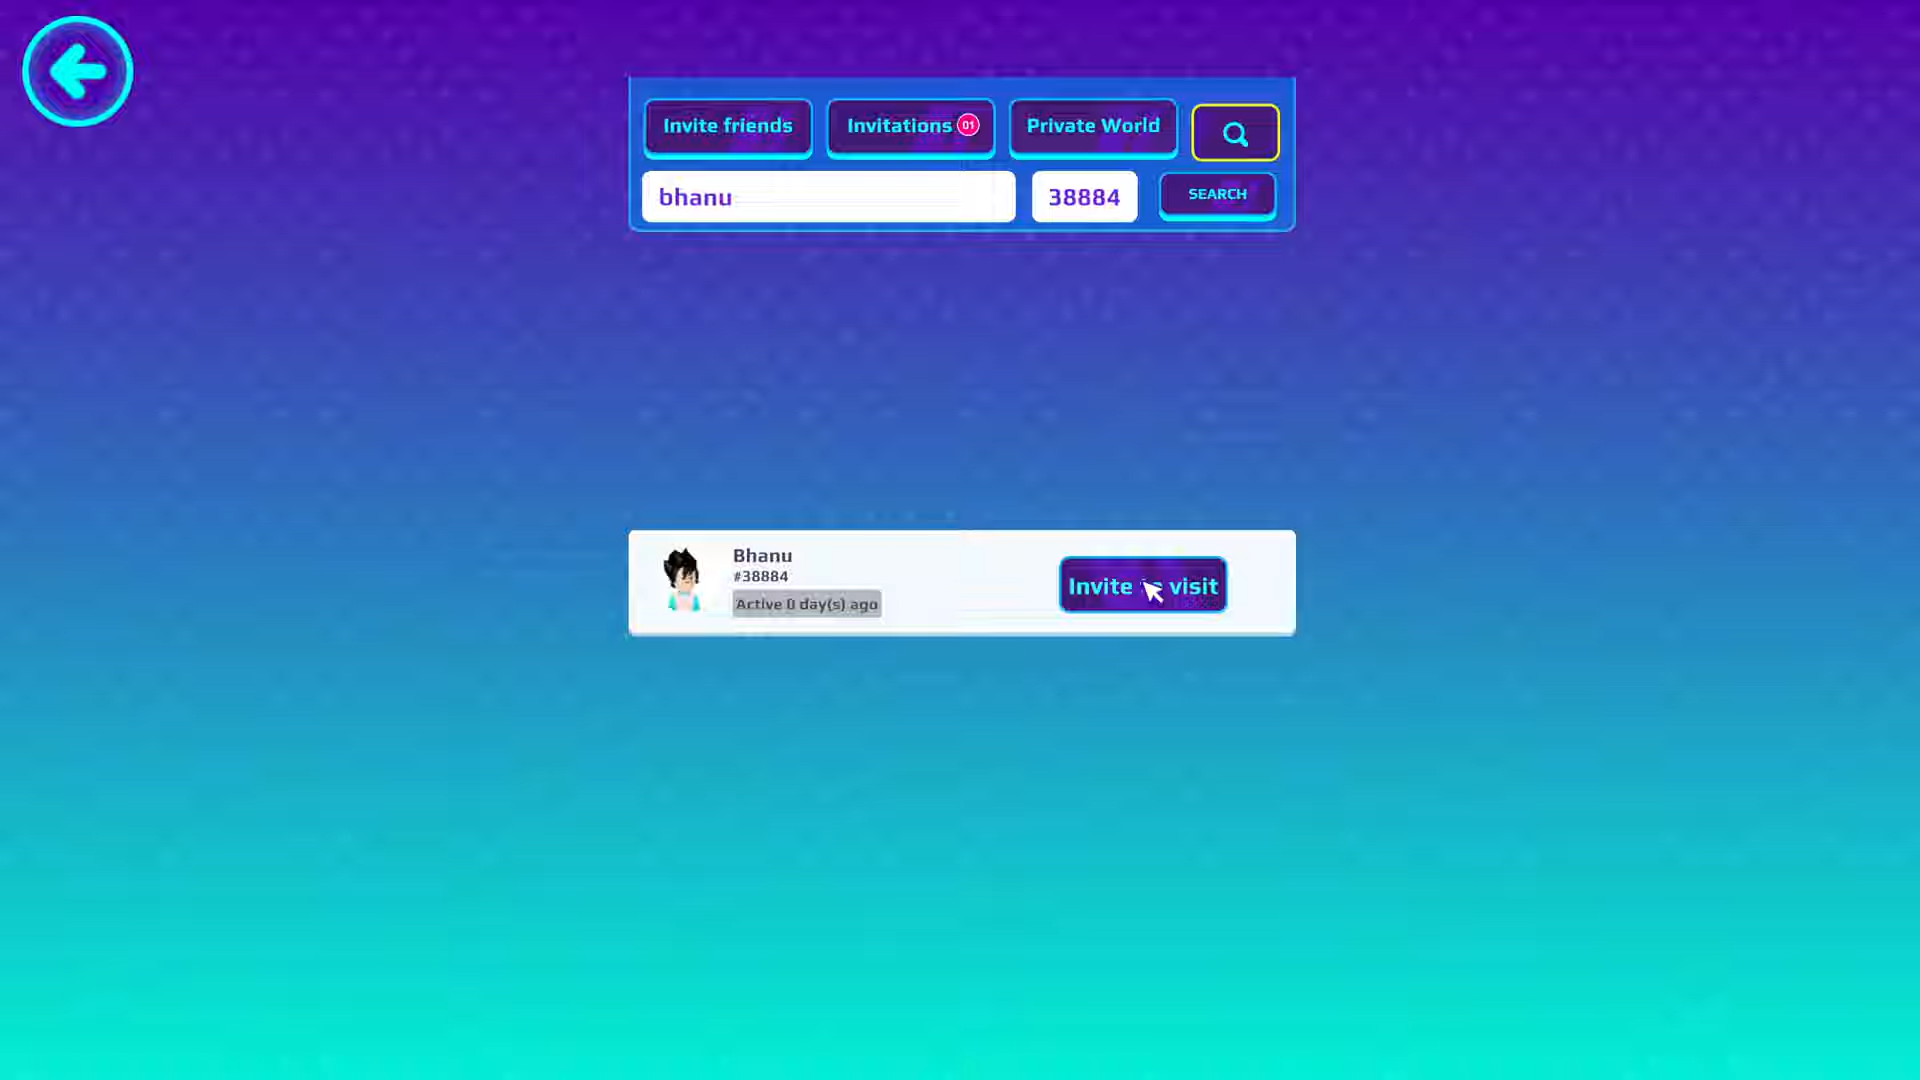 Invite friends
Invitations 01
Private World
bhanu
38884
SEARCH
Bhanu
#38884
Active 0 day(s) ago
Invite visit